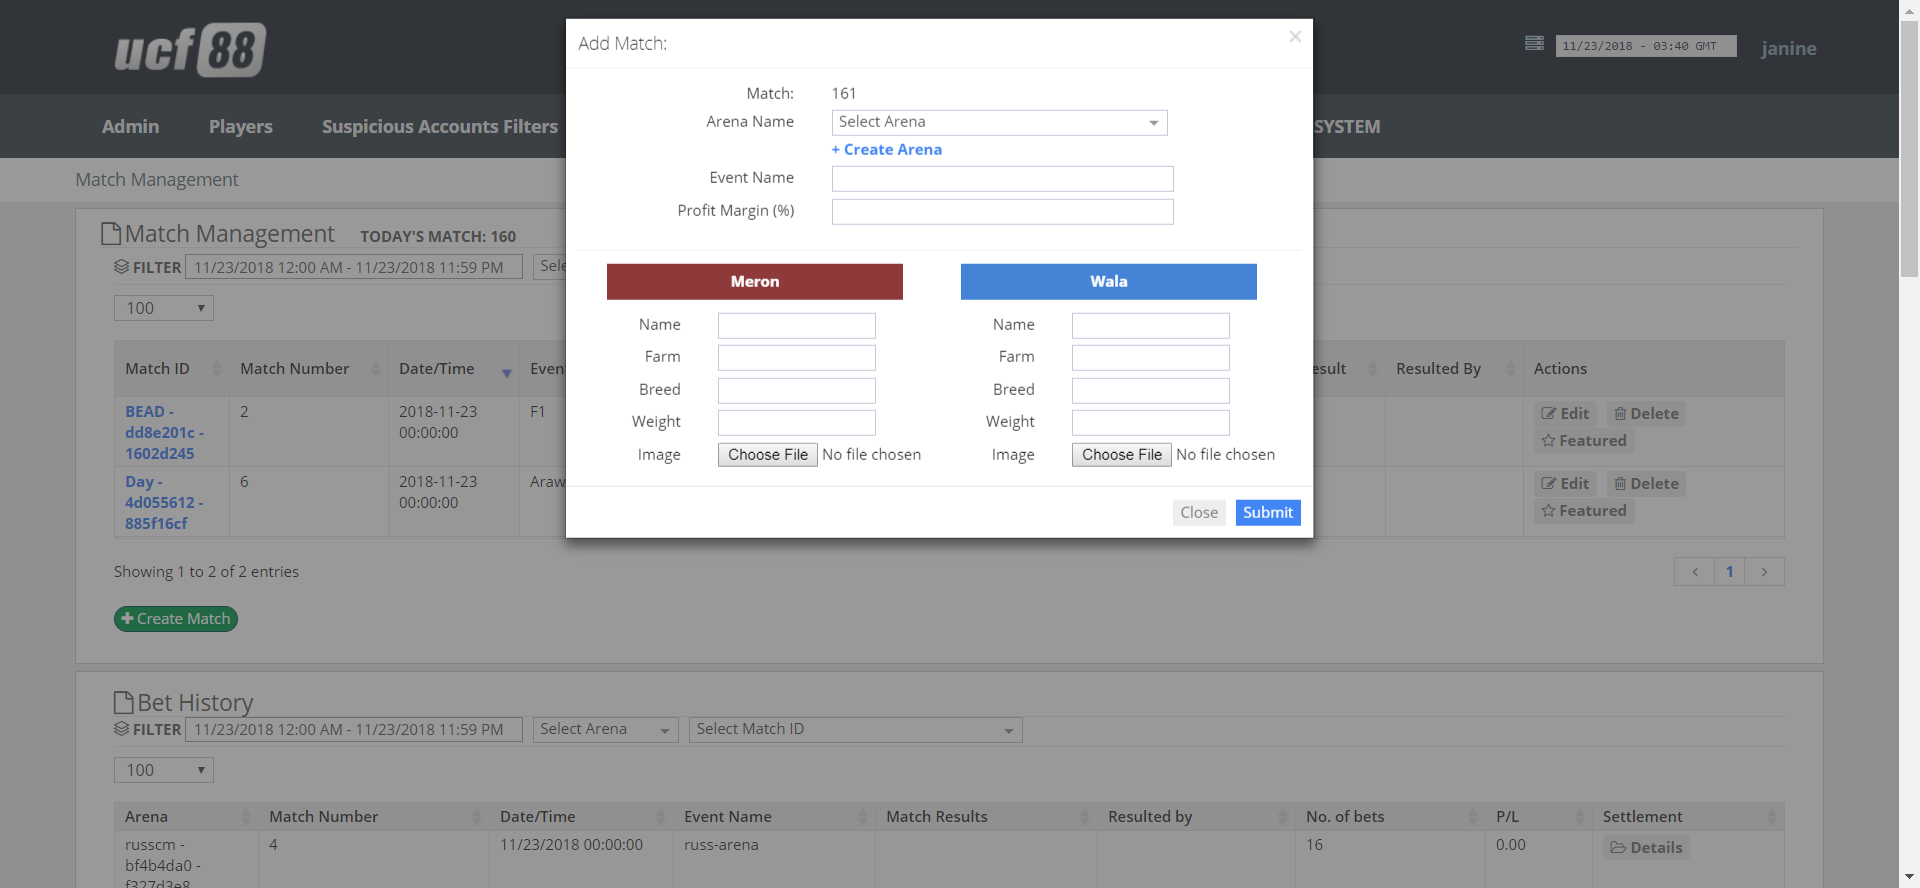 ucf 88
11/23/2018 - 03:40 GMT
janine
Admin
Players
Suspicious Accounts Filters
SYSTEM
Match Management
Add Match:
×
Match:
161
Arena Name
Select Arena
+ Create Arena
Event Name
Profit Margin (%)
Meron
Wala
Name
Name
Farm
Farm
Breed
Breed
Weight
Weight
Image
Choose File No file chosen
Image
Choose File No file chosen
Close
Submit
Match Management
TODAY'S MATCH: 160
FILTER
11/23/2018 12:00 AM - 11/23/2018 11:59 PM
Sele
100
Match ID
Match Number
Date/Time
Even
esult
Resulted By
Actions
BEAD -
dd8e201c -
1602d245
2
2018-11-23
00:00:00
F1
Edit
Delete
Featured
Day -
4d055612 -
885f16cf
6
2018-11-23
00:00:00
Araw
Edit
Delete
Featured
Showing 1 to 2 of 2 entries
< 1 >
Create Match
Bet History
FILTER
11/23/2018 12:00 AM - 11/23/2018 11:59 PM
Select Arena
Select Match ID
100
Arena
Match Number
Date/Time
Event Name
Match Results
Resulted by
No. of bets
P/L
Settlement
russcm -
bf4b4da0 -
f327d3e8
4
11/23/2018 00:00:00
russ-arena
16
0.00
Details